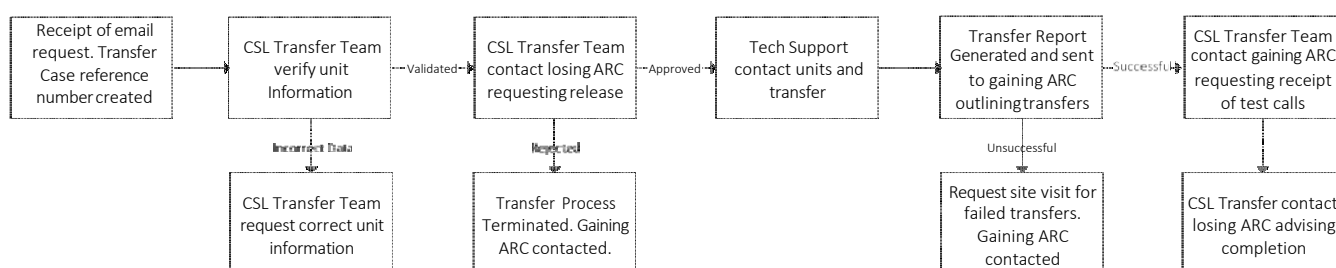 Receipt of email
request. Transfer
Case reference
number created
CSL Transfer Team
verify unit
Information
Validated
CSL Transfer Team
contact losing ARC
requesting release
Approved
Tech Support
contact units and
transfer
Transfer Report
Generated and sent
to gaining ARC
outlining transfers
Successful
CSL Transfer Team
contact gaining ARC
requesting receipt
of test calls
Incorrect Data
Rejected
Unsuccessful
CSL Transfer Team
request correct unit
information
Transfer Process
Terminated. Gaining
ARC contacted.
Request site visit for
failed transfers.
Gaining ARC
contacted
CSL Transfer contact
losing ARC advising
completion